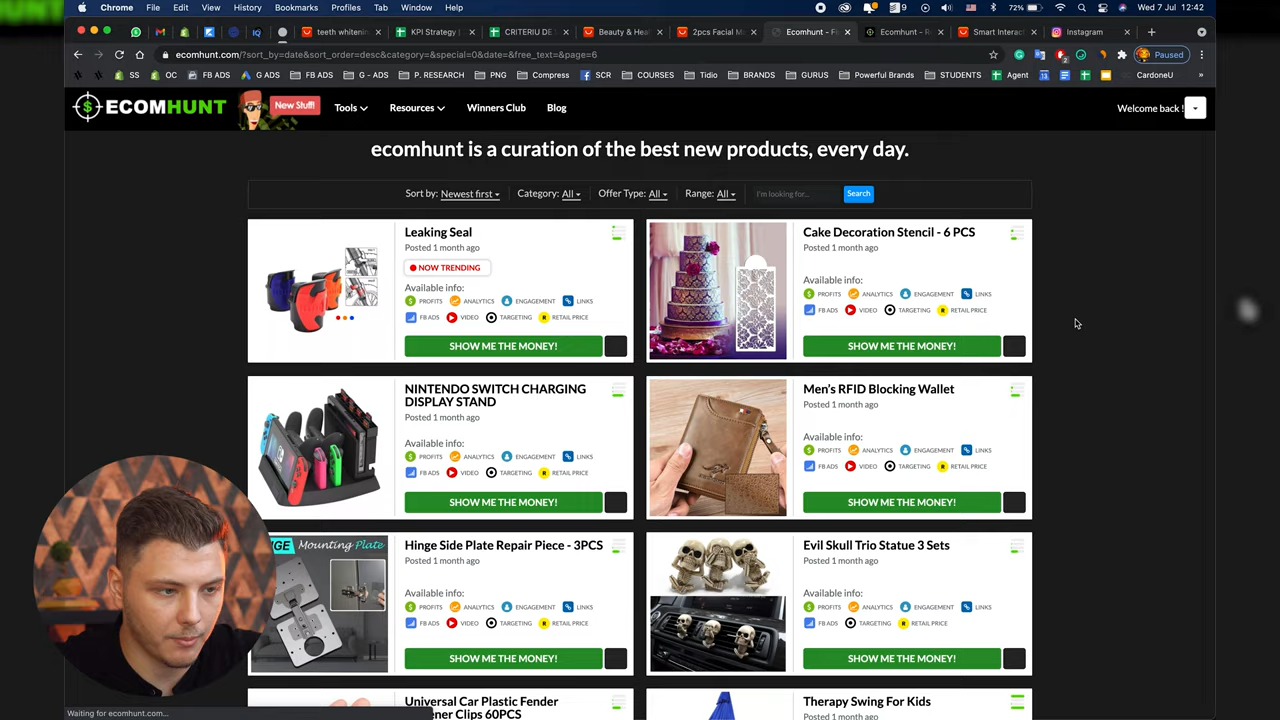 Chrome File Edit View History Bookmarks Profiles Tab Window Help
9 72% Wed 7 Jul 12:42
teeth whitenin KPI Strategy CRITERIU DE Beauty & Hea 2pcs Facial M Ecomhunt – Fi Ecomhunt – R Smart Interac Instagram
ecomhunt.com/?sort_by=date&sort_order=desc&category=&special=0&date=&free_text=&page=6
Paused
SS OC FB ADS G ADS P. RESEARCH FB ADS G - ADS PNG Compress SCR COURSES Tidio BRANDS GURUS Powerful Brands STUDENTS Agent CardoneU
ECOMHUNT New Stuff! Tools Resources Winners Club Blog Welcome back !
ecomhunt is a curation of the best new products, every day.
Sort by: Newest first Category: All Offer Type: All Range: All I'm looking for... Search
Leaking Seal
Posted 1 month ago
NOW TRENDING
Available info:
PROFITS ANALYTICS ENGAGEMENT LINKS
FB ADS VIDEO TARGETING RETAIL PRICE
SHOW ME THE MONEY!
Cake Decoration Stencil - 6 PCS
Posted 1 month ago
Available info:
PROFITS ANALYTICS ENGAGEMENT LINKS
FB ADS VIDEO TARGETING RETAIL PRICE
SHOW ME THE MONEY!
NINTENDO SWITCH CHARGING
DISPLAY STAND
Posted 1 month ago
Available info:
PROFITS ANALYTICS ENGAGEMENT LINKS
FB ADS VIDEO TARGETING RETAIL PRICE
SHOW ME THE MONEY!
Men's RFID Blocking Wallet
Posted 1 month ago
Available info:
PROFITS ANALYTICS ENGAGEMENT LINKS
FB ADS VIDEO TARGETING RETAIL PRICE
SHOW ME THE MONEY!
Mounting Plate
Hinge Side Plate Repair Piece - 3PCS
Posted 1 month ago
Available info:
PROFITS ANALYTICS ENGAGEMENT LINKS
FB ADS VIDEO TARGETING RETAIL PRICE
SHOW ME THE MONEY!
Evil Skull Trio Statue 3 Sets
Posted 1 month ago
Available info:
PROFITS ANALYTICS ENGAGEMENT LINKS
FB ADS TARGETING RETAIL PRICE
SHOW ME THE MONEY!
Universal Car Plastic Fender
ener Clips 60PCS
Therapy Swing For Kids
Posted 1 month ago
Waiting for ecomhunt.com...